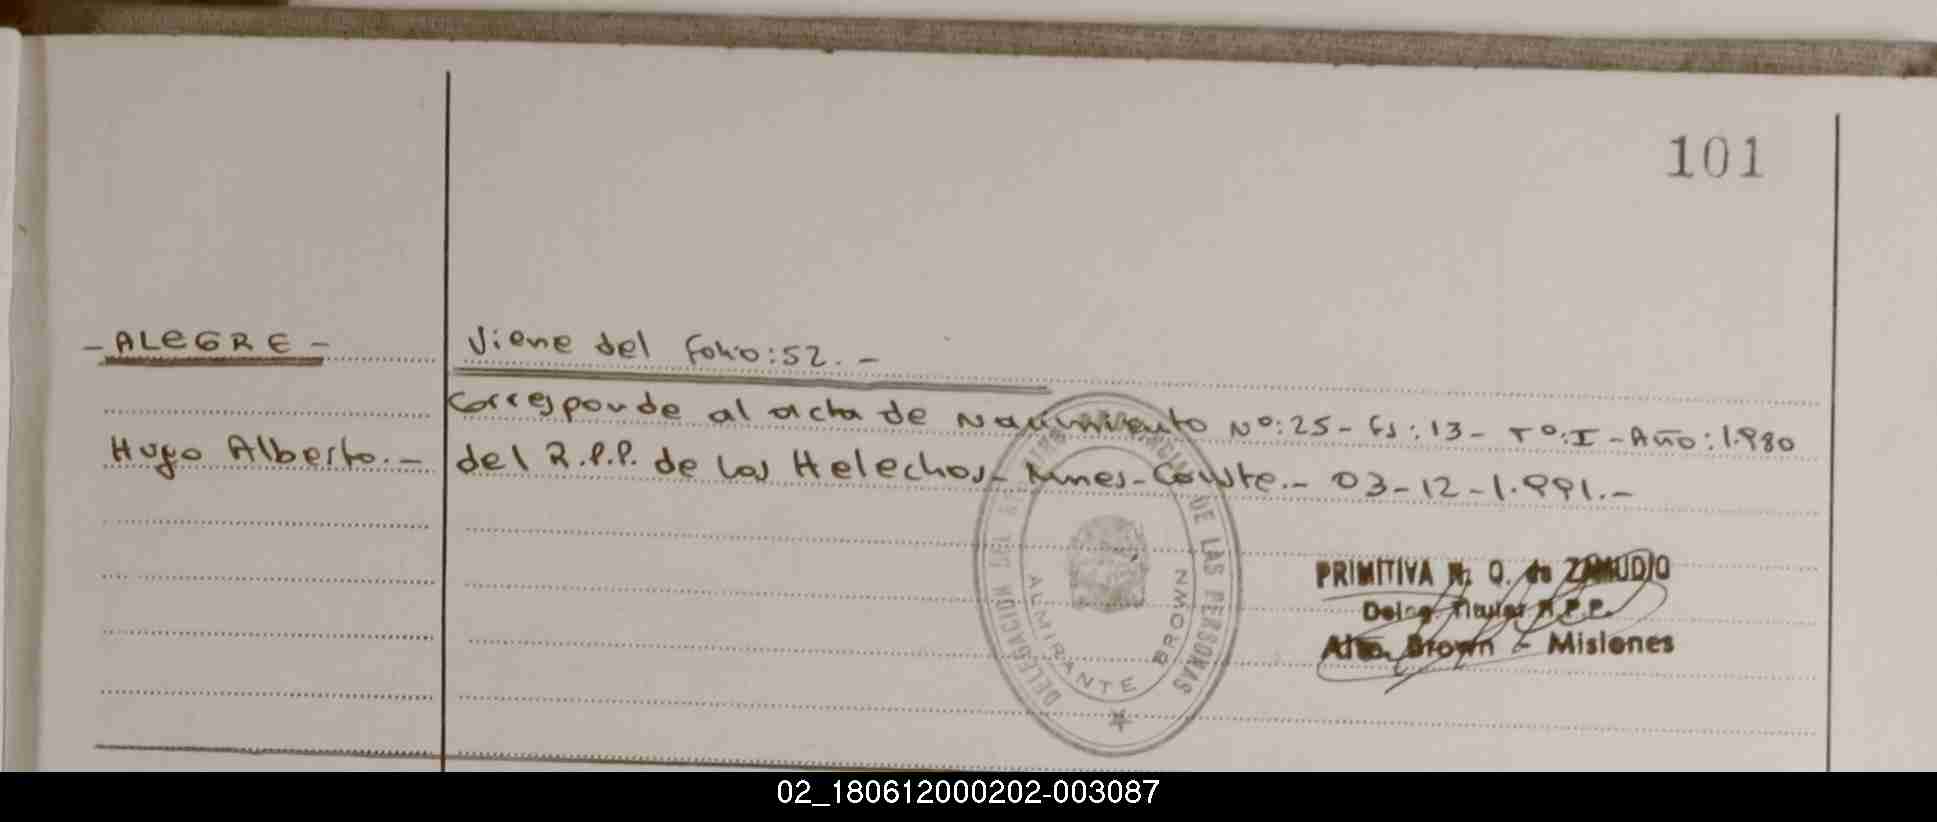 101
- ALEGRE -
Viene del Folio: 52. -
Corresponde al acta de Nacimiento Nº: 25 - Fs: 13 - Tº: I - Año: 1.980
Hugo Alberto. -
del R.P.P. de Los Helechos - Mnes - Conste. - 03-12-1.991. -
DELEGACION DEL DE LAS PERSONAS
ALMIRANTE BROWN
PRIMITIVA N. Q. de ZAMUDIO
Deleg. Titular R.P.P.
Alte. Brown - Misiones
02_180612000202-003087